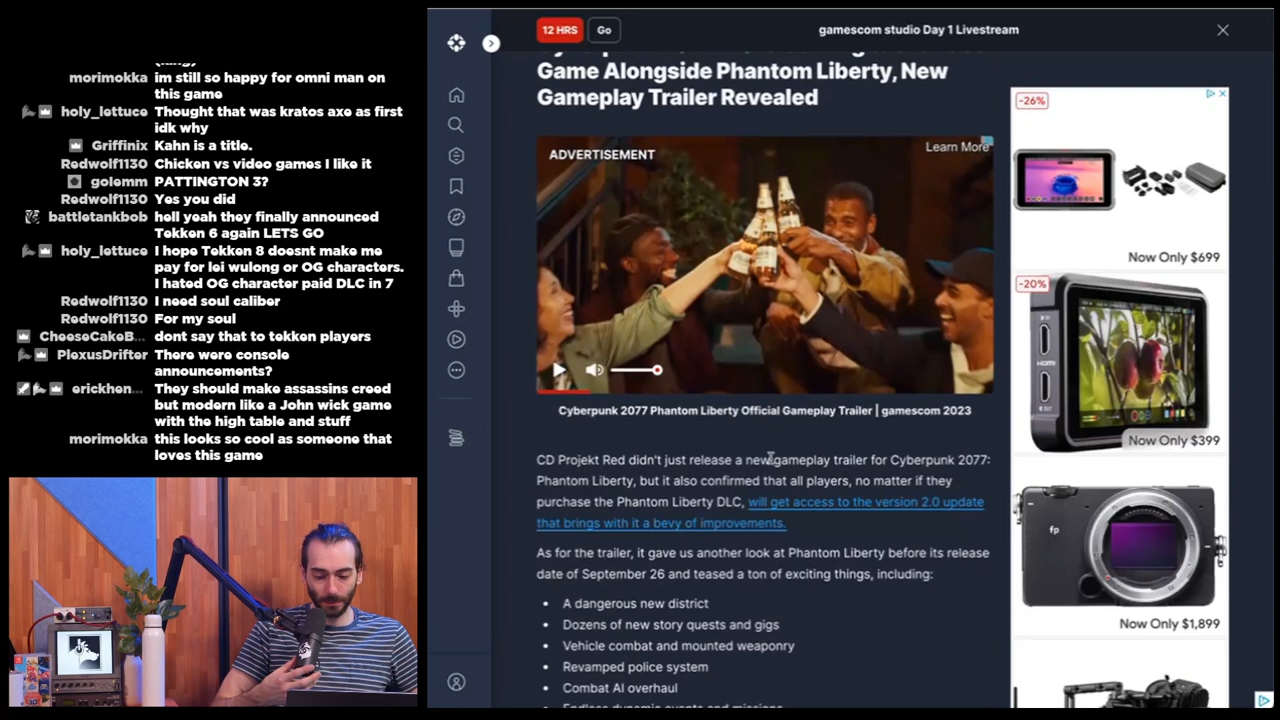 morimokka im still so happy for omni man on
this game
holy_lettuce Thought that was kratos axe as first
idk why
Griffinix Kahn is a title.
Redwolf1130 Chicken vs video games I like it
golemm PATTINGTON 3?
Redwolf1130 Yes you did
battletankbob hell yeah they finally announced
Tekken 6 again LETS GO
holy_lettuce I hope Tekken 8 doesnt make me
pay for lei wulong or OG characters.
I hated OG character paid DLC in 7
Redwolf1130 I need soul caliber
Redwolf1130 For my soul
CheeseCakeB... dont say that to tekken players
PlexusDrifter There were console
announcements?
erickhen... They should make assassins creed
but modern like a John wick game
with the high table and stuff
morimokka this looks so cool as someone that
loves this game
12 HRS Go gamescom studio Day 1 Livestream
Game Alongside Phantom Liberty, New
Gameplay Trailer Revealed
ADVERTISEMENT
Learn More
Cyberpunk 2077 Phantom Liberty Official Gameplay Trailer | gamescom 2023
CD Projekt Red didn't just release a new gameplay trailer for Cyberpunk 2077:
Phantom Liberty, but it also confirmed that all players, no matter if they
purchase the Phantom Liberty DLC, will get access to the version 2.0 update
that brings with it a bevy of improvements.
As for the trailer, it gave us another look at Phantom Liberty before its release
date of September 26 and teased a ton of exciting things, including:
• A dangerous new district
• Dozens of new story quests and gigs
• Vehicle combat and mounted weaponry
• Revamped police system
• Combat AI overhaul
-26%
Now Only $699
-20%
HDMI
Now Only $399
fp
Now Only $1,899